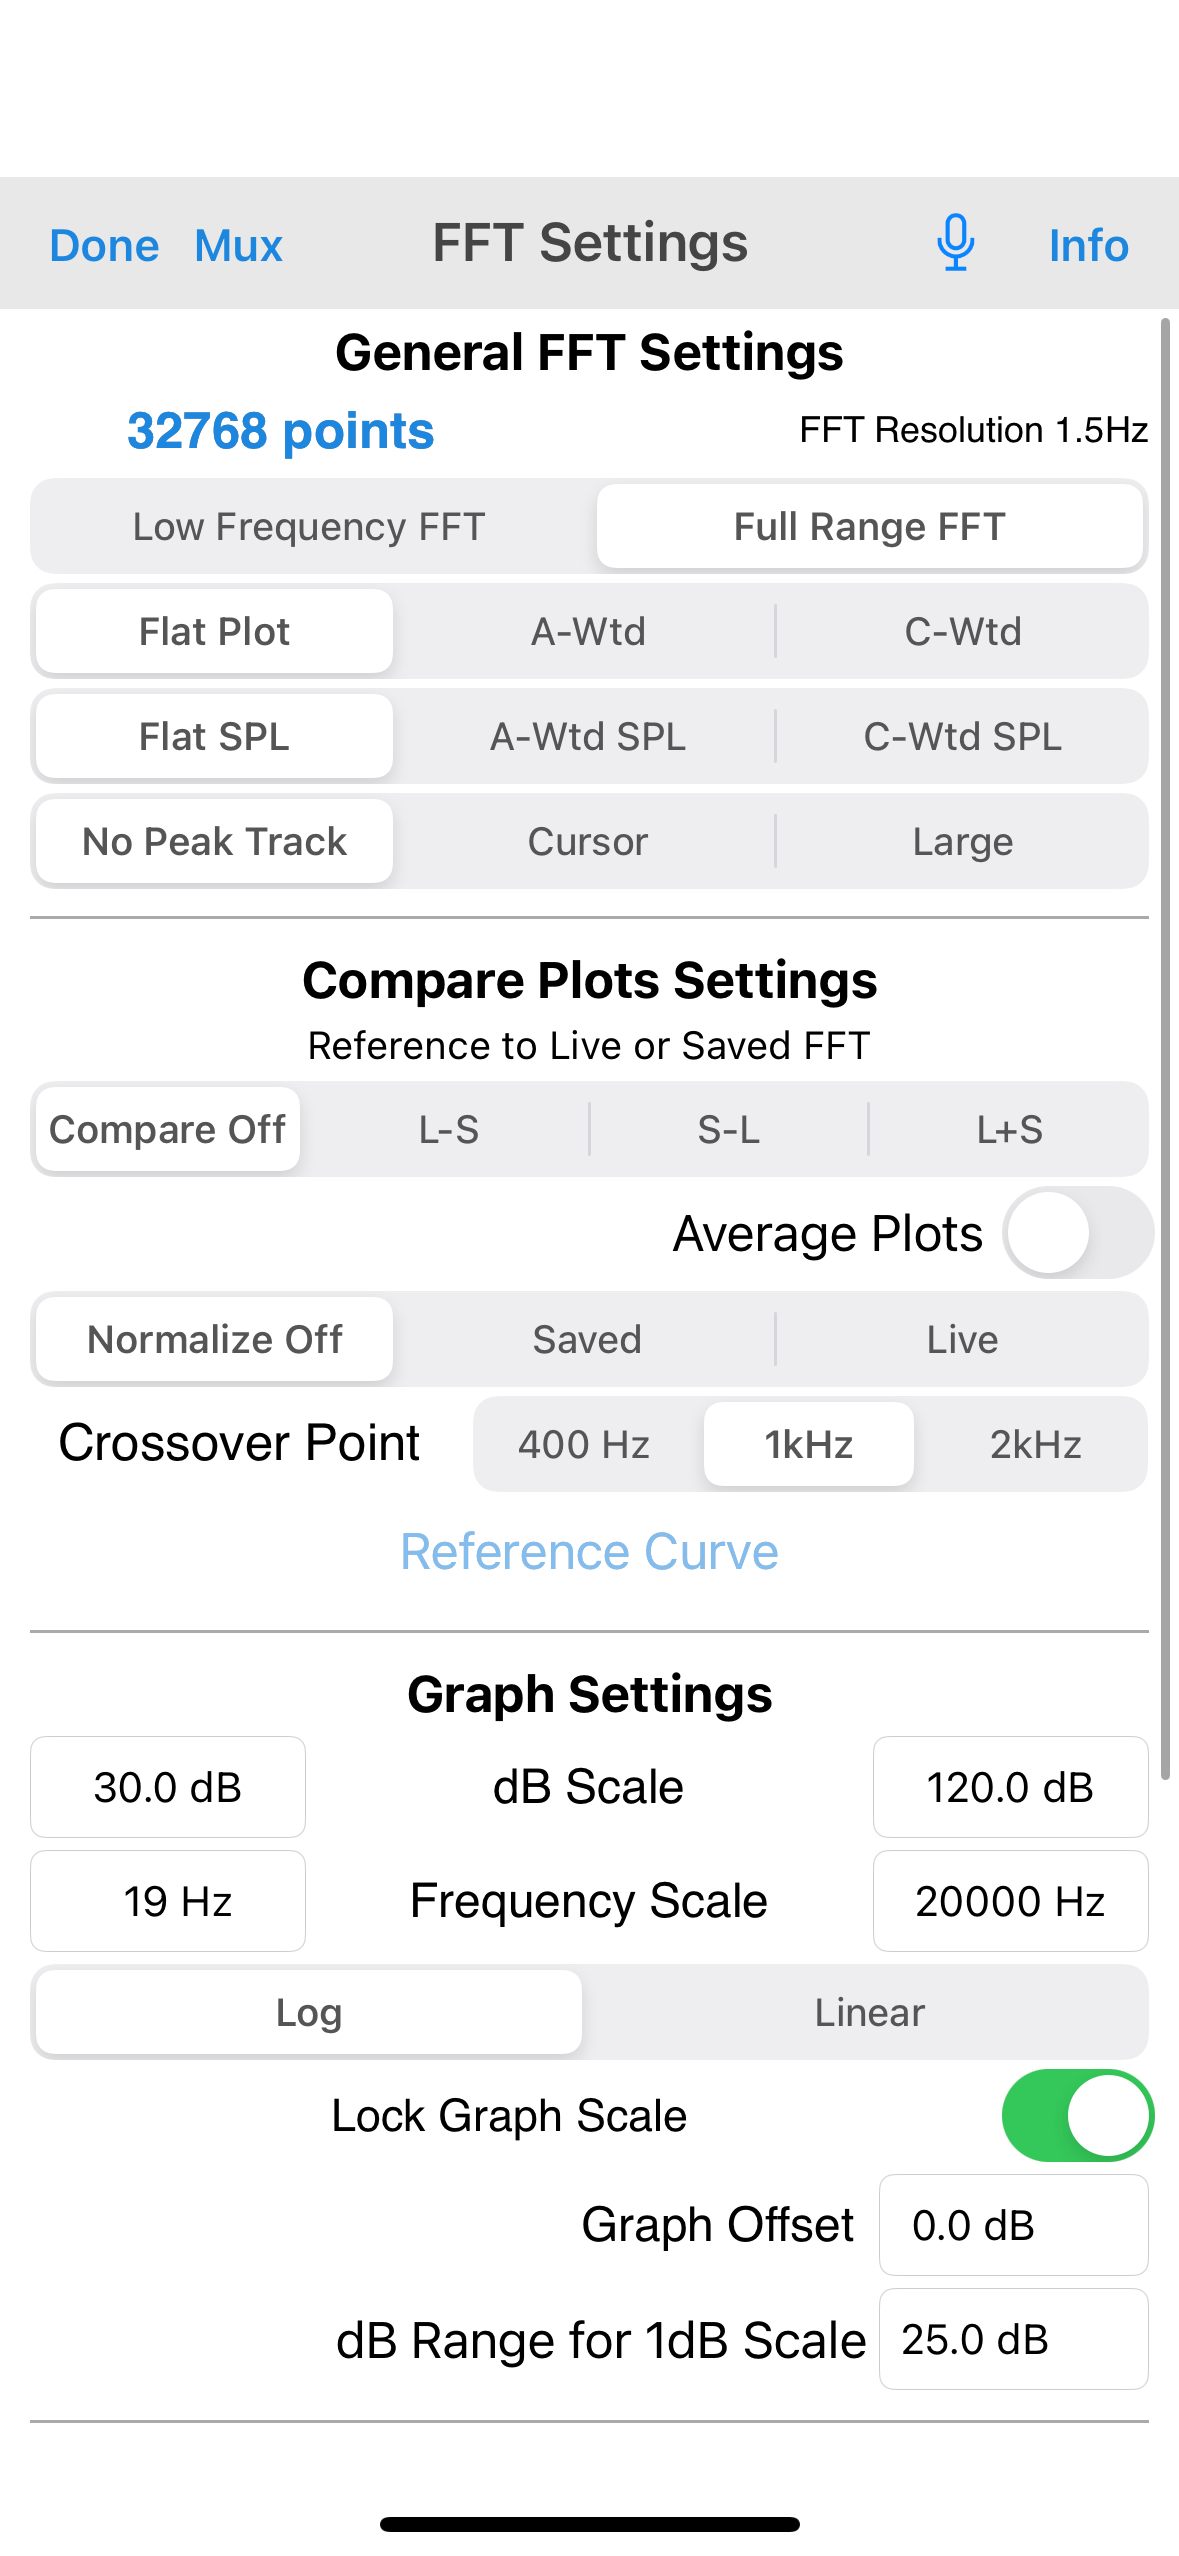 Done Mux FFT Settings Info
General FFT Settings
32768 points FFT Resolution 1.5Hz
Low Frequency FFT Full Range FFT
Flat Plot A-Wtd C-Wtd
Flat SPL A-Wtd SPL C-Wtd SPL
No Peak Track Cursor Large
Compare Plots Settings
Reference to Live or Saved FFT
Compare Off L-S S-L L+S
Average Plots
Normalize Off Saved Live
Crossover Point 400 Hz 1kHz 2kHz
Reference Curve
Graph Settings
30.0 dB dB Scale 120.0 dB
19 Hz Frequency Scale 20000 Hz
Log Linear
Lock Graph Scale
Graph Offset 0.0 dB
dB Range for 1dB Scale 25.0 dB